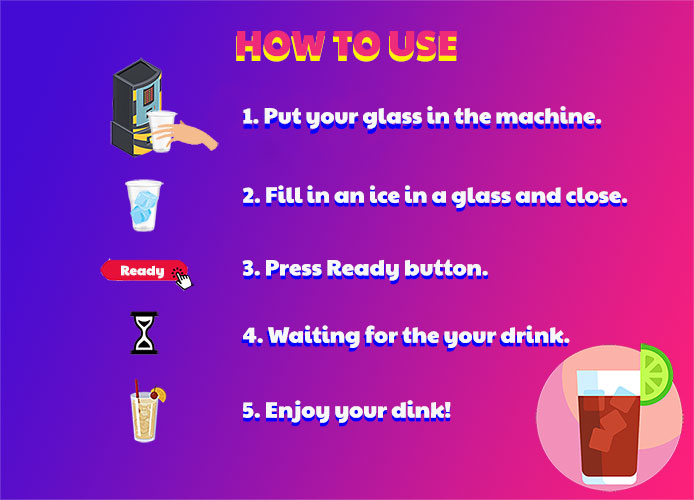 HOW TO USE
1. Put your glass in the machine.
2. Fill in an ice in a glass and close.
Ready
3. Press Ready button.
4. Waiting for the your drink.
5. Enjoy your dink!